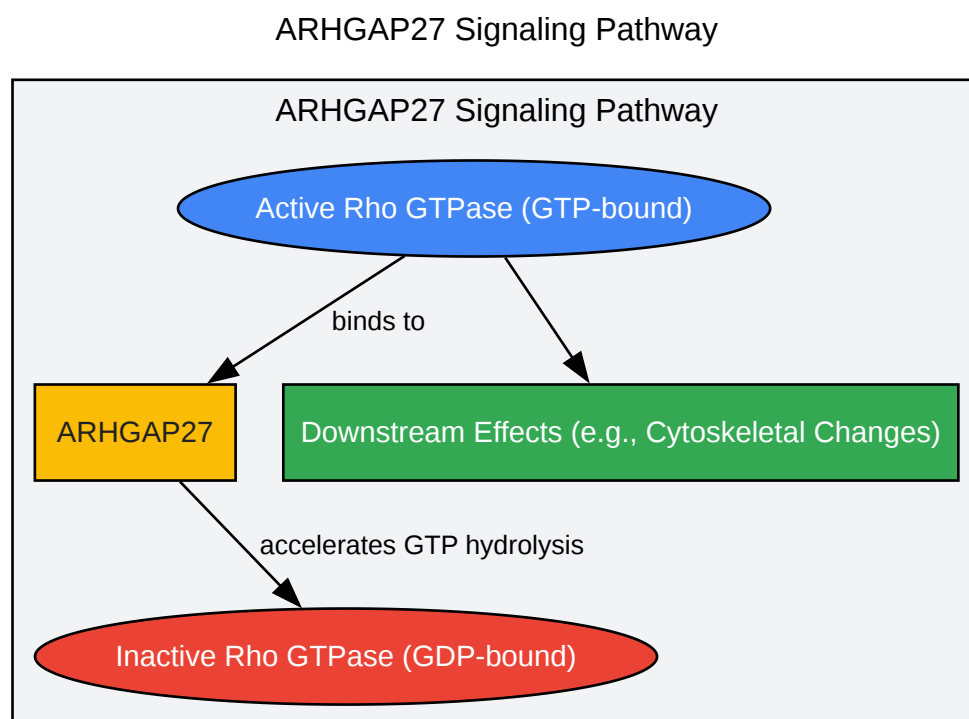 ARHGAP27 Signaling Pathway
ARHGAP27 Signaling Pathway
Active Rho GTPase (GTP-bound)
binds to
ARHGAP27
Downstream Effects (e.g., Cytoskeletal Changes)
accelerates GTP hydrolysis
Inactive Rho GTPase (GDP-bound)